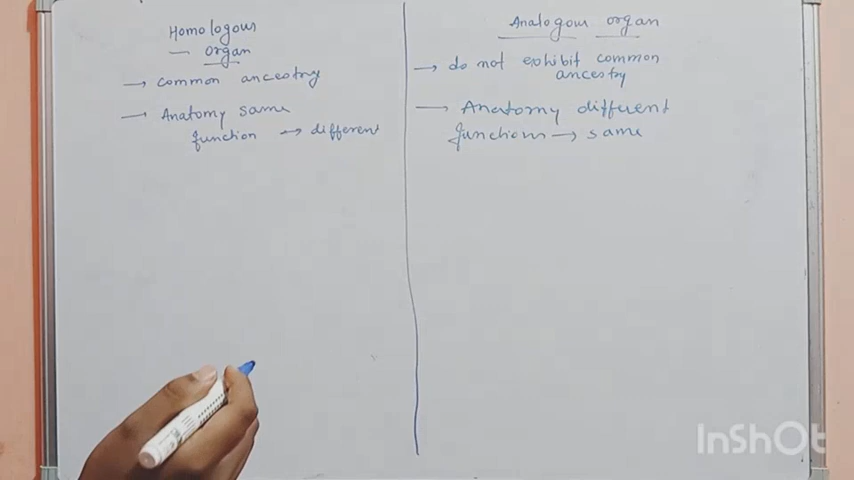 Homologous
organ
→ common ancestry
→ Anatomy same
function → different
Analogous organ
→ do not exhibit common
ancestry
→ Anatomy different
functions → same
InShOt